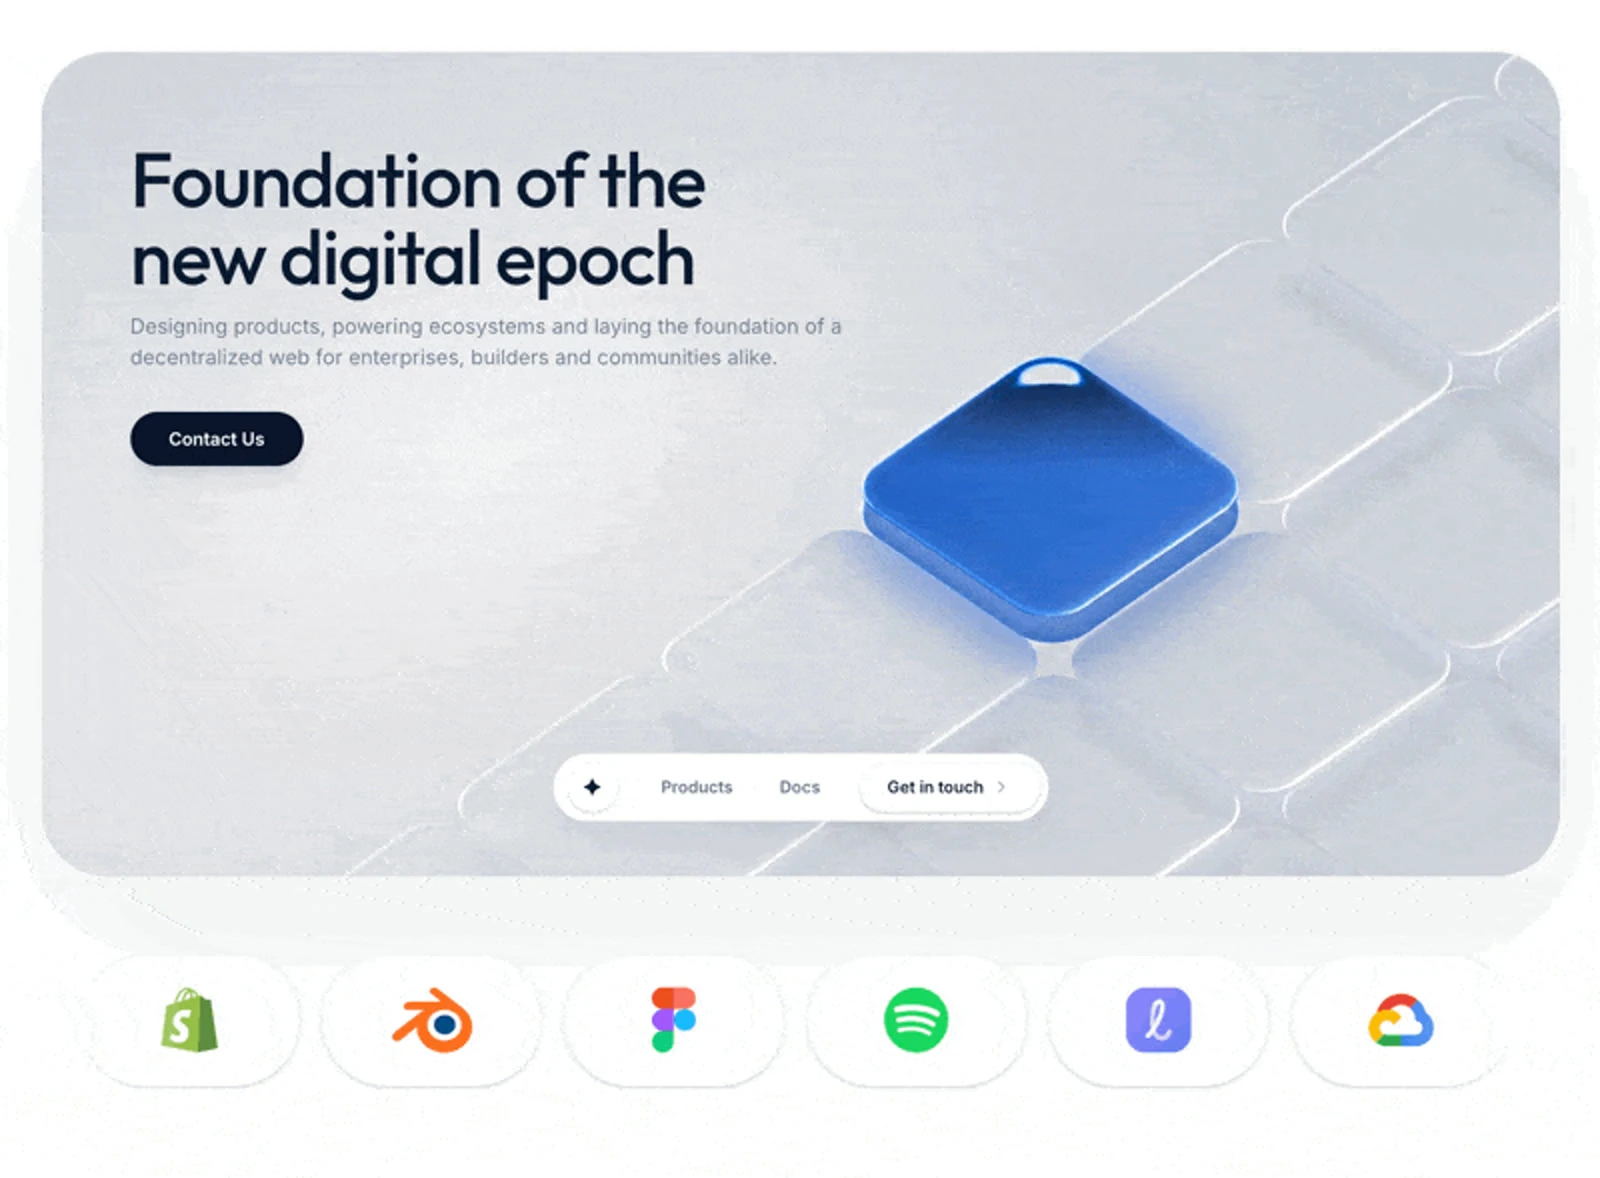 Foundation of the
new digital epoch
Designing products, powering ecosystems and laying the foundation of a
decentralized web for enterprises, builders and communities alike.
Contact Us
Products Docs Get in touch